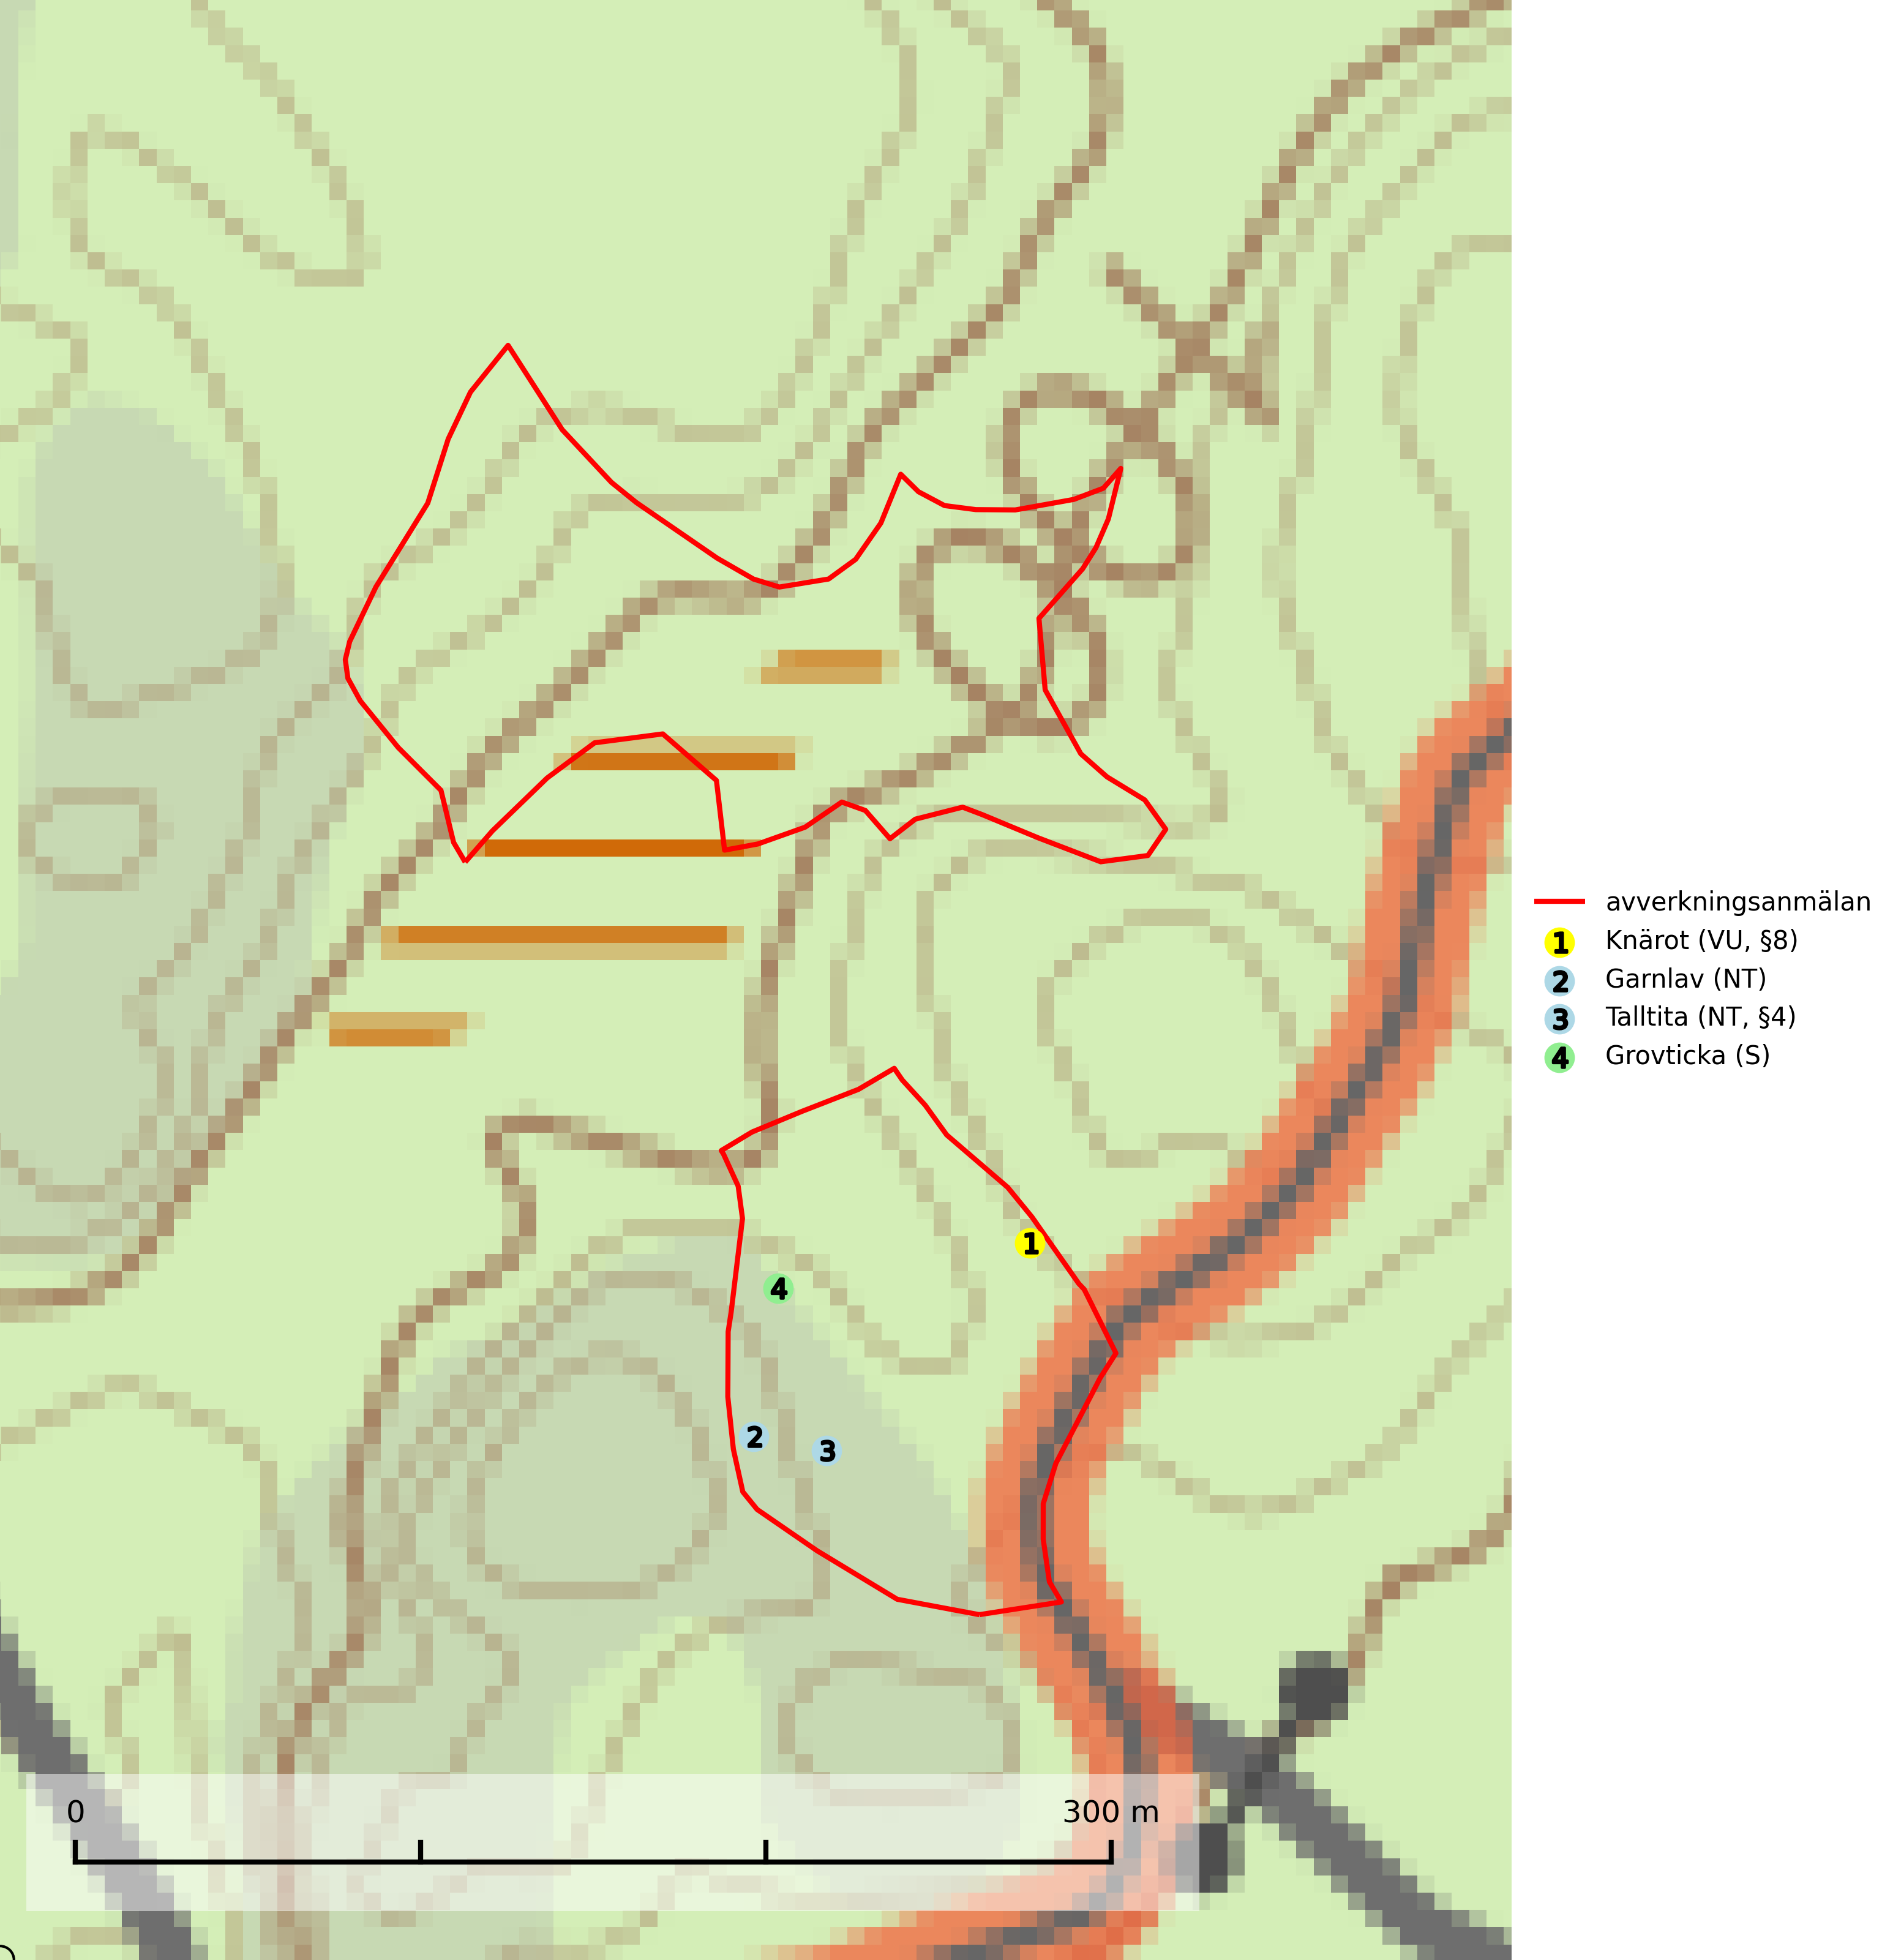 1
4
2
3
0 300 m
avverkningsanmälan
1 Knärot (VU, §8)
2 Garnlav (NT)
3 Talltita (NT, §4)
4 Grovticka (S)